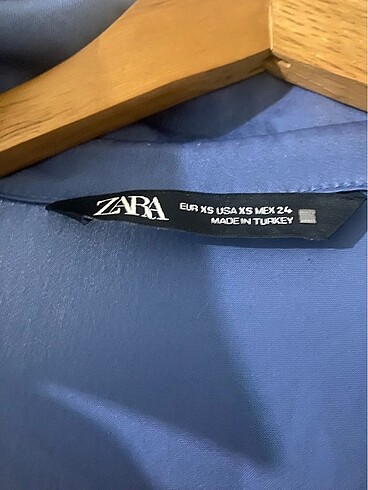 ZARA
EUR XS USA XS MEX 24
MADE IN TURKEY